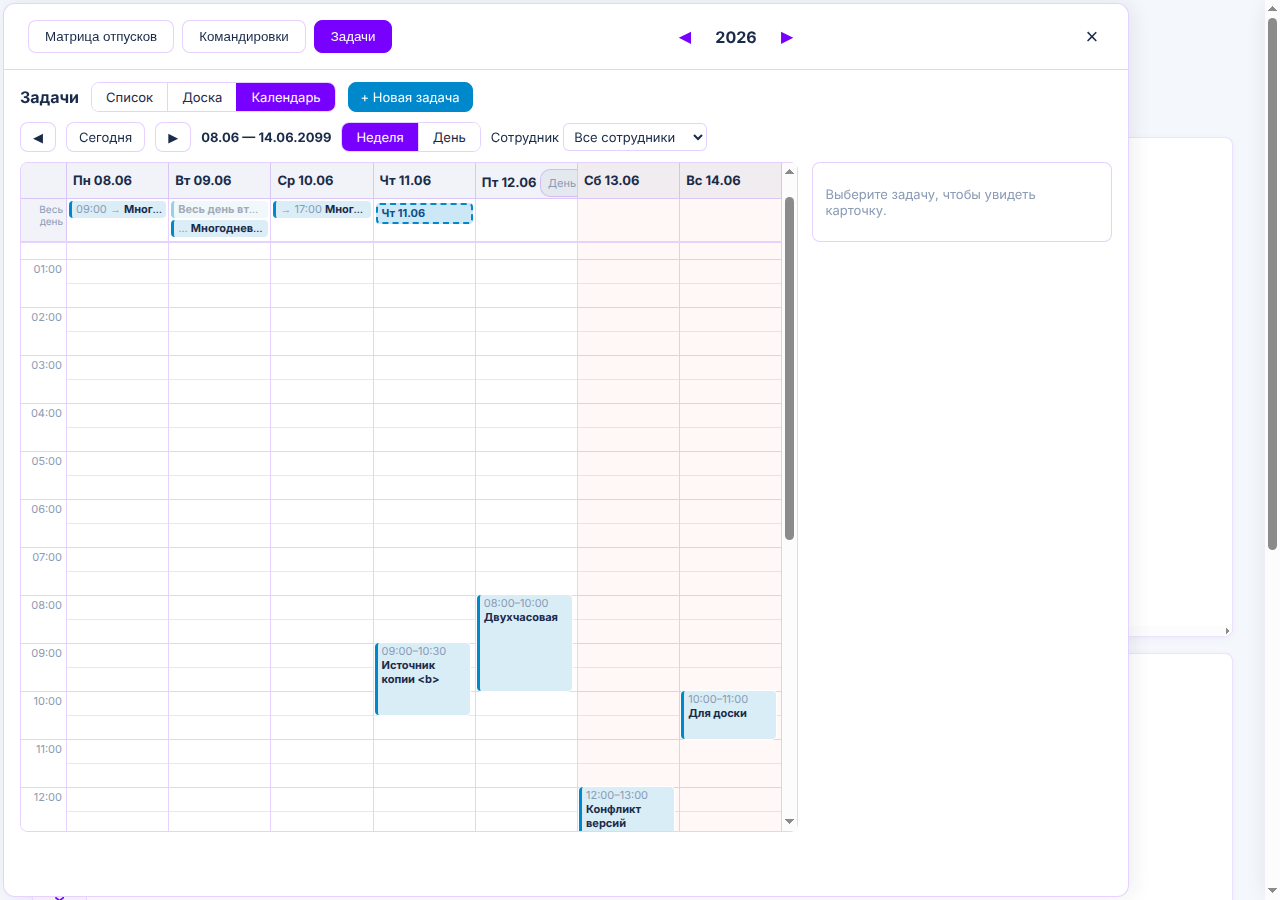 Матрица отпусков Командировки Задачи ◀ 2026 ▶ ×
Задачи Список Доска Календарь + Новая задача
◀ Сегодня ▶ 08.06 — 14.06.2099 Неделя День Сотрудник Все сотрудники
Пн 08.06 Вт 09.06 Ср 10.06 Чт 11.06 Пт 12.06 День Сб 13.06 Вс 14.06
Весь
день
09:00 → Мног...
Весь день вт...
... Многоднев...
→ 17:00 Мног...
Чт 11.06
Выберите задачу, чтобы увидеть
карточку.
01:00
02:00
03:00
04:00
05:00
06:00
07:00
08:00
09:00
10:00
11:00
12:00
09:00–10:30
Источник
копии <b>
08:00–10:00
Двухчасовая
12:00–13:00
Конфликт
версий
10:00–11:00
Для доски